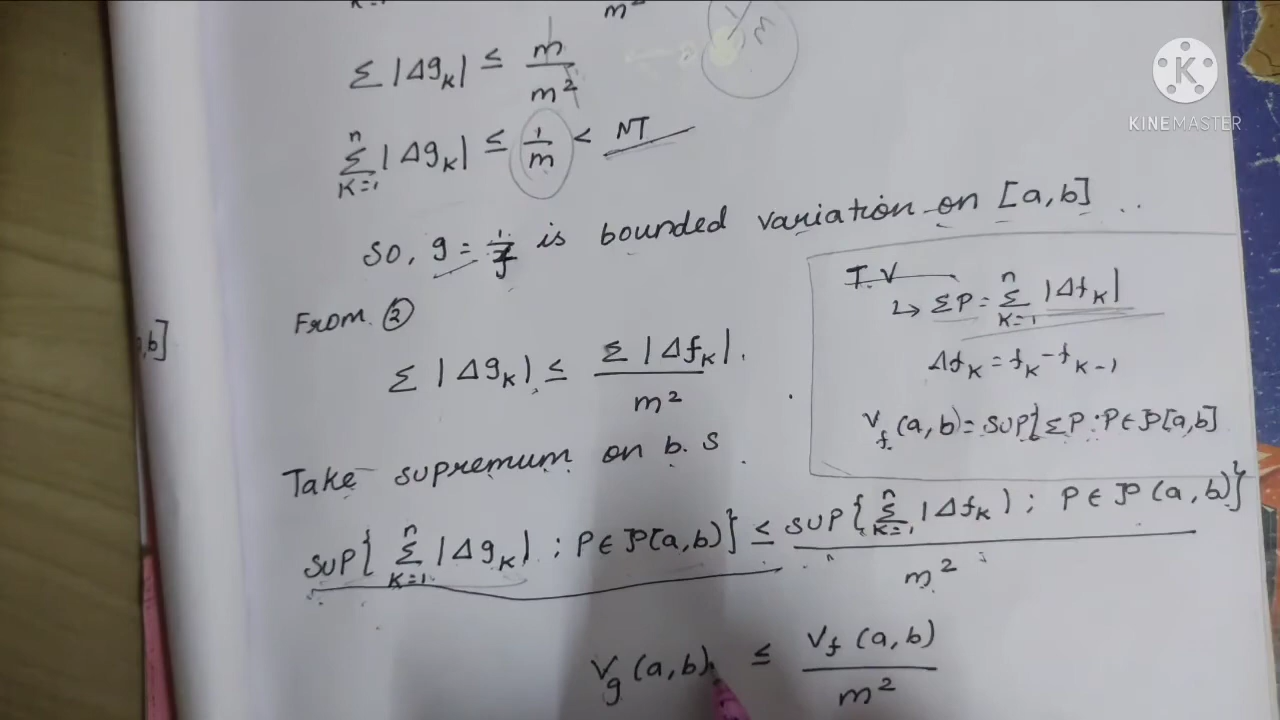 K=1 m²
Σ |Δg_K| ≤ m/m²
n
Σ |Δg_K| ≤ 1/m < NT
K=1
So, g = 1/f is bounded variation on [a,b]
From ②
Σ |Δg_K| ≤ Σ |Δf_K| / m²
Take supremum on b.s
SUP{ Σ_{K=1}^{n} |Δg_K| ; P ∈ P(a,b) } ≤ SUP{ Σ_{K=1}^{n} |Δf_K| ; P ∈ P(a,b) } / m²
V_g (a,b) ≤ V_f (a,b) / m²
T.V
↳ ΣP = Σ_{K=1}^{n} |Δf_K|
Δf_K = f_K - f_{K-1}
V_f (a,b) = SUP{ ΣP : P ∈ P[a,b]
,b]
K
KINEMASTER